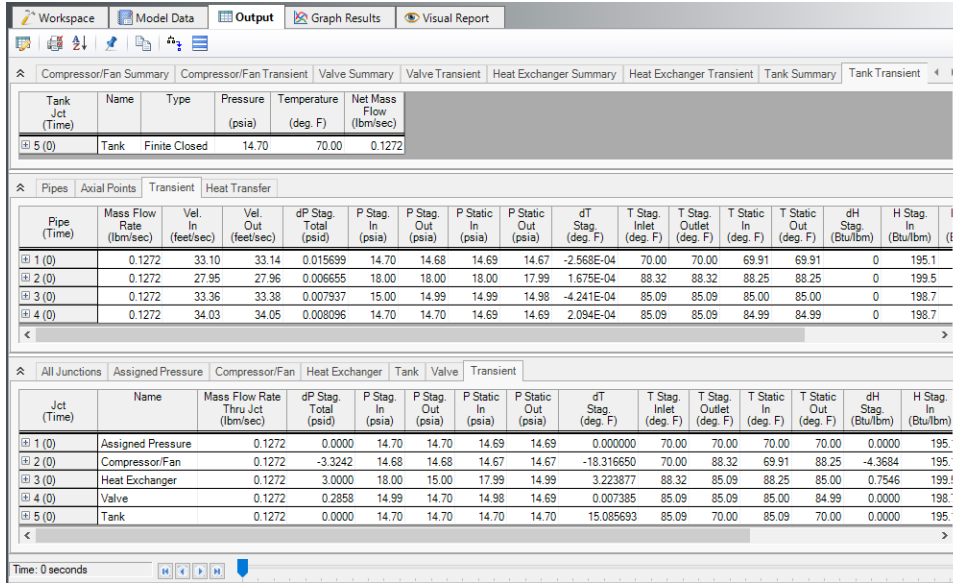 Workspace Model Data Output Graph Results Visual Report
Compressor/Fan Summary Compressor/Fan Transient Valve Summary Valve Transient Heat Exchanger Summary Heat Exchanger Transient Tank Summary Tank Transient
Tank Jct (Time) Name Type Pressure (psia) Temperature (deg. F) Net Mass Flow (lbm/sec)
5 (0) Tank Finite Closed 14.70 70.00 0.1272
Pipes Axial Points Transient Heat Transfer
Pipe (Time) Mass Flow Rate (lbm/sec) Vel. In (feet/sec) Vel. Out (feet/sec) dP Stag. Total (psid) P Stag. In (psia) P Stag. Out (psia) P Static In (psia) P Static Out (psia) dT Stag. (deg. F) T Stag. Inlet (deg. F) T Stag. Outlet (deg. F) T Static In (deg. F) T Static Out (deg. F) dH Stag. (Btu/lbm) H Stag. In (Btu/lbm)
1 (0) 0.1272 33.10 33.14 0.015699 14.70 14.68 14.69 14.67 -2.568E-04 70.00 70.00 69.91 69.91 0 195.1
2 (0) 0.1272 27.95 27.96 0.006655 18.00 18.00 18.00 17.99 1.675E-04 88.32 88.32 88.25 88.25 0 199.5
3 (0) 0.1272 33.36 33.38 0.007937 15.00 14.99 14.99 14.98 -4.241E-04 85.09 85.09 85.00 85.00 0 198.7
4 (0) 0.1272 34.03 34.05 0.008096 14.70 14.70 14.69 14.69 2.094E-04 85.09 85.09 84.99 84.99 0 198.7
All Junctions Assigned Pressure Compressor/Fan Heat Exchanger Tank Valve Transient
Jct (Time) Name Mass Flow Rate Thru Jct (lbm/sec) dP Stag. Total (psid) P Stag. In (psia) P Stag. Out (psia) P Static In (psia) P Static Out (psia) dT Stag. (deg. F) T Stag. Inlet (deg. F) T Stag. Outlet (deg. F) T Static In (deg. F) T Static Out (deg. F) dH Stag. (Btu/lbm) H Stag. In (Btu/lbm)
1 (0) Assigned Pressure 0.1272 0.0000 14.70 14.70 14.69 14.69 0.000000 70.00 70.00 70.00 70.00 0.0000 195.
2 (0) Compressor/Fan 0.1272 -3.3242 14.68 14.68 14.67 14.67 -18.316650 70.00 88.32 69.91 88.25 -4.3684 195.
3 (0) Heat Exchanger 0.1272 3.0000 18.00 15.00 17.99 14.99 3.223877 88.32 85.09 88.25 85.00 0.7546 199.
4 (0) Valve 0.1272 0.2858 14.99 14.70 14.98 14.69 0.007385 85.09 85.09 85.00 84.99 0.0000 198.
5 (0) Tank 0.1272 0.0000 14.70 14.70 14.70 14.70 15.085693 85.09 70.00 85.09 70.00 0.0000 195.
Time: 0 seconds